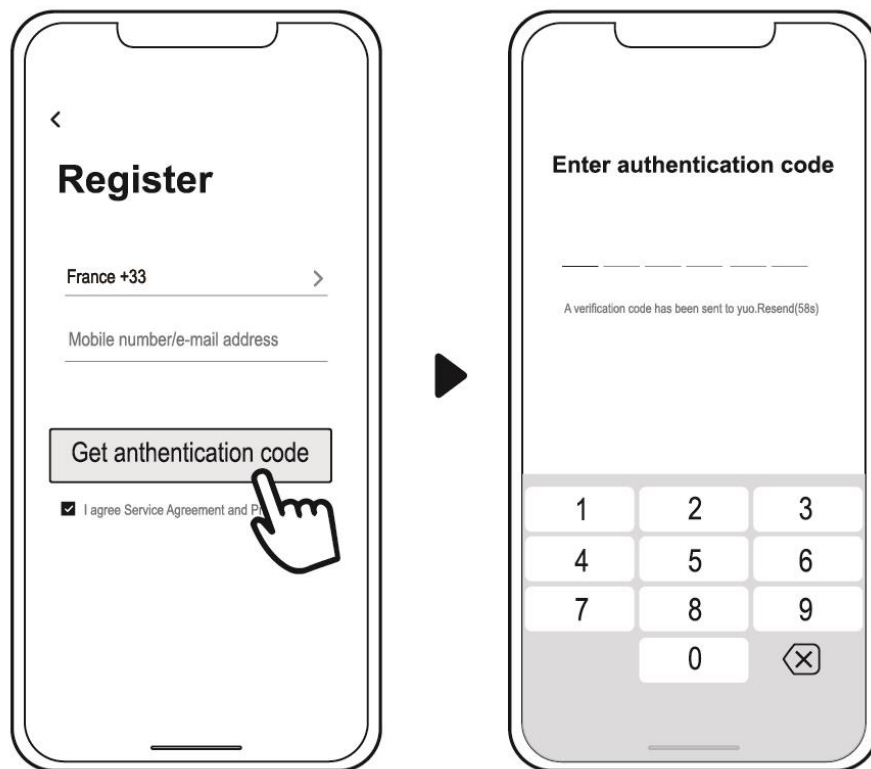 Register
France +33
Mobile number/e-mail address
Get anthentication code
I agree Service Agreement and
Enter authentication code
A verification code has been sent to yuo.Resend(58s)
1 2 3
4 5 6
7 8 9
0